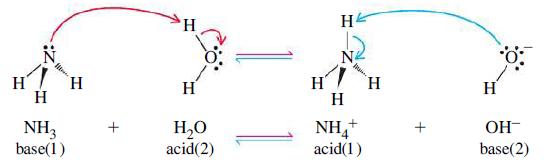 H H
N O: N :O:⁻
H H H H H H H
H H
NH₃ + H₂O ⇌ NH₄⁺ + OH⁻
base(1) acid(2) acid(1) base(2)